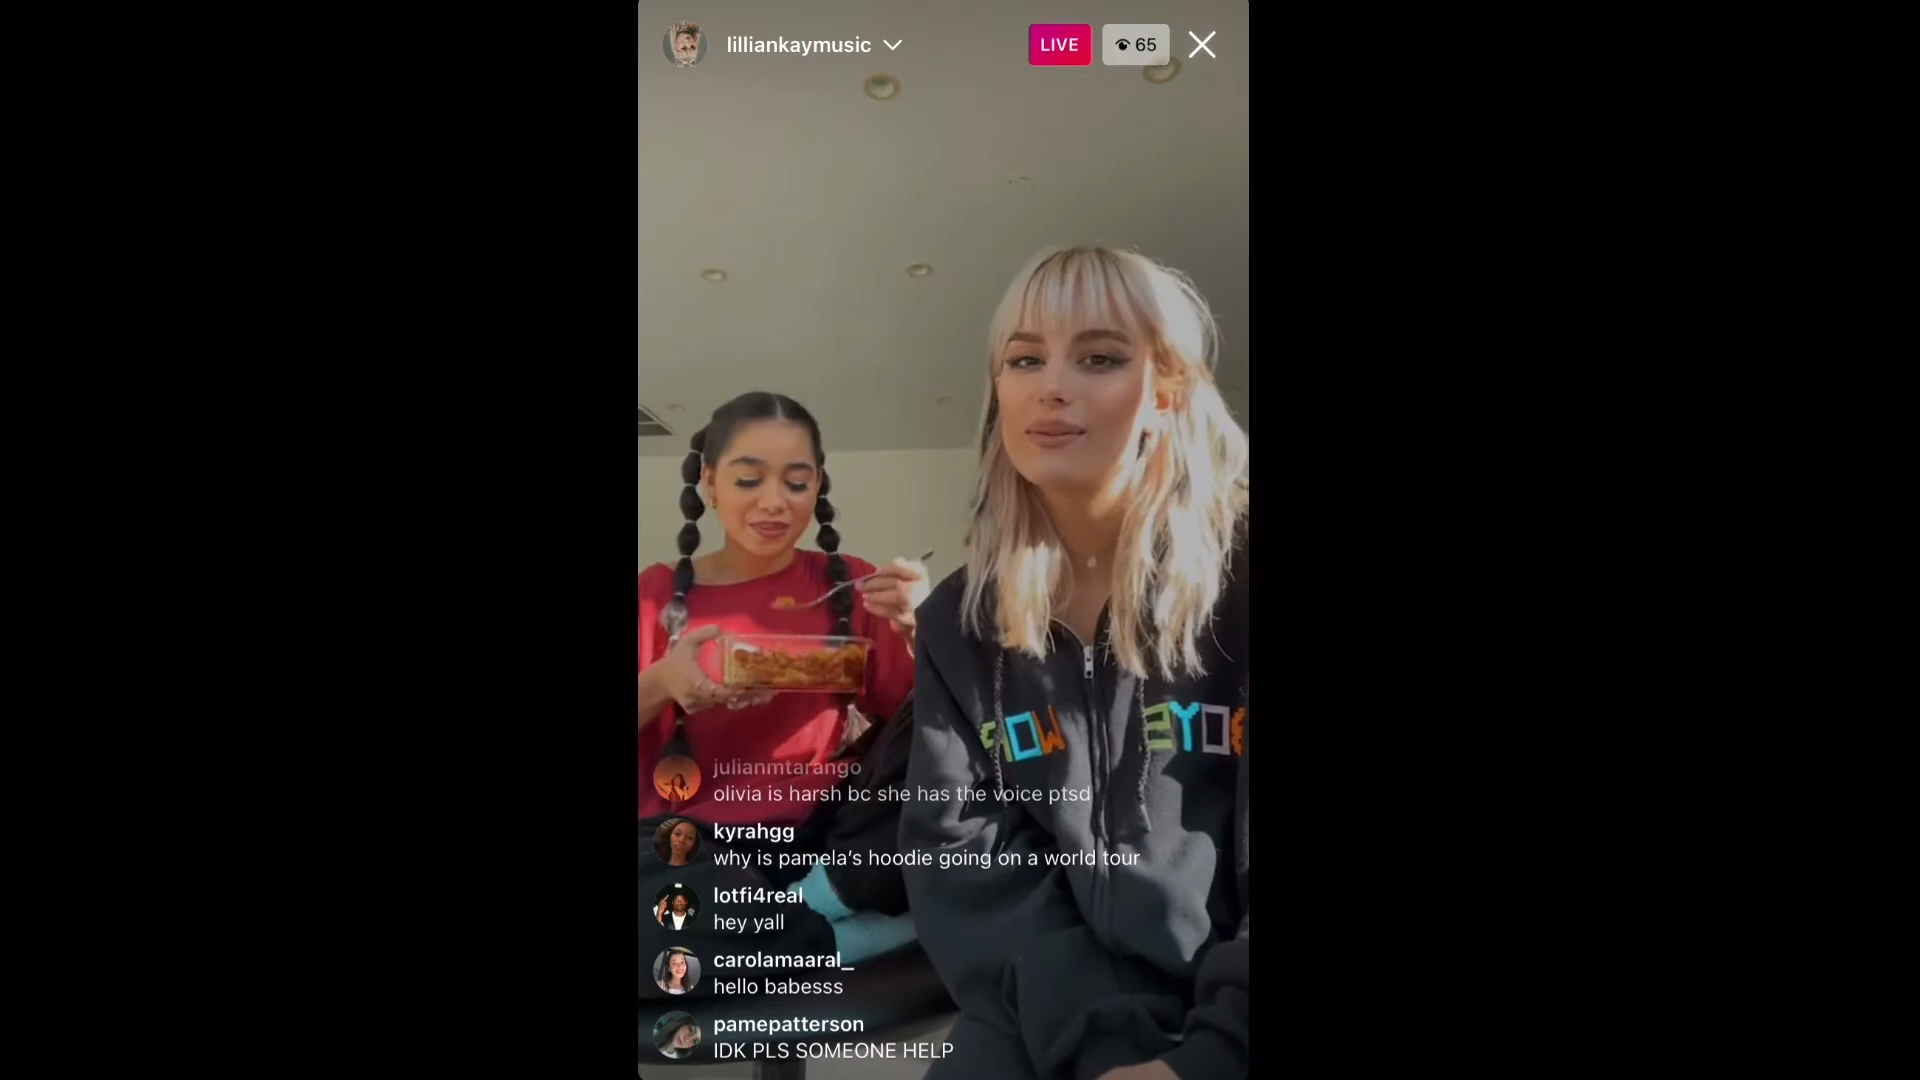 lilliankaymusic
LIVE
65
julianmtarango
olivia is harsh bc she has the voice ptsd
kyrahgg
why is pamela’s hoodie going on a world tour
lotfi4real
hey yall
carolamaaral_
hello babesss
pamepatterson
IDK PLS SOMEONE HELP